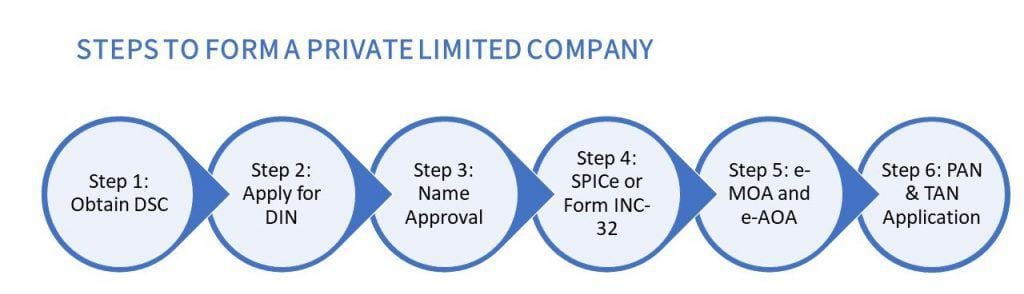 STEPS TO FORM A PRIVATE LIMITED COMPANY
Step 1:
Obtain DSC
Step 2:
Apply for
DIN
Step 3:
Name
Approval
Step 4:
SPICe or
Form INC-
32
Step 5: e-
MOA and
e-AOA
Step 6: PAN
& TAN
Application